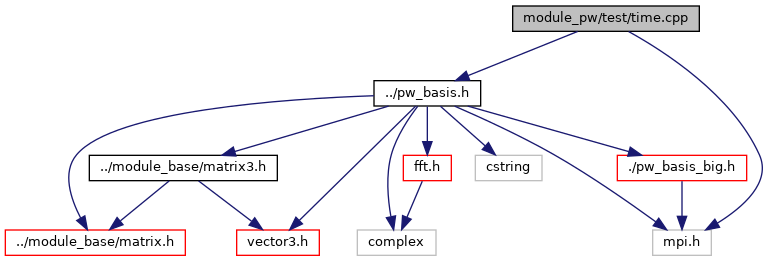 module_pw/test/time.cpp
../pw_basis.h
../module_base/matrix3.h
fft.h
cstring
./pw_basis_big.h
../module_base/matrix.h
vector3.h
complex
mpi.h